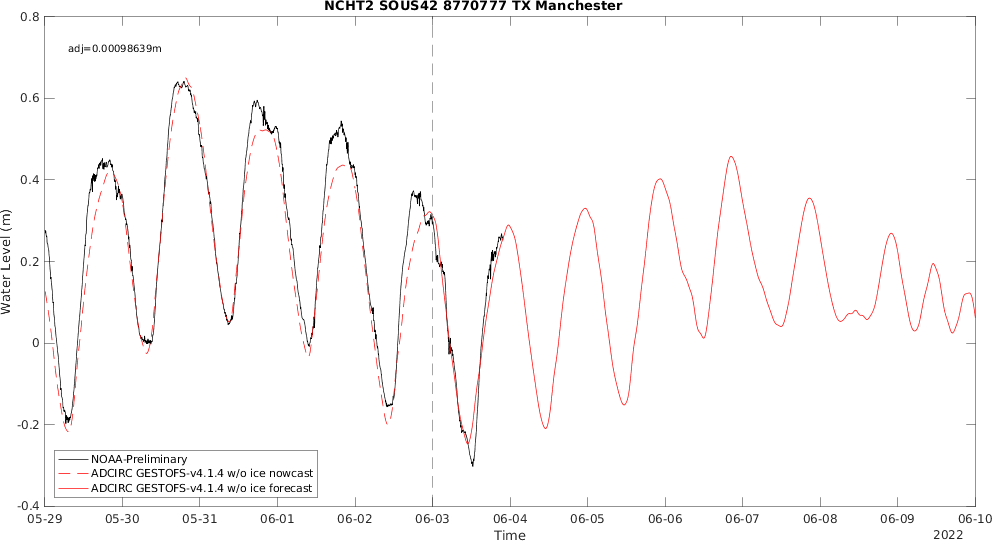 NCHT2 SOUS42 8770777 TX Manchester
adj=0.00098639m
Water Level (m)
0.8
0.6
0.4
0.2
0
-0.2
-0.4
NOAA-Preliminary
ADCIRC GESTOFS-v4.1.4 w/o ice nowcast
ADCIRC GESTOFS-v4.1.4 w/o ice forecast
05-29 05-30 05-31 06-01 06-02 06-03 06-04 06-05 06-06 06-07 06-08 06-09 06-10
Time
2022